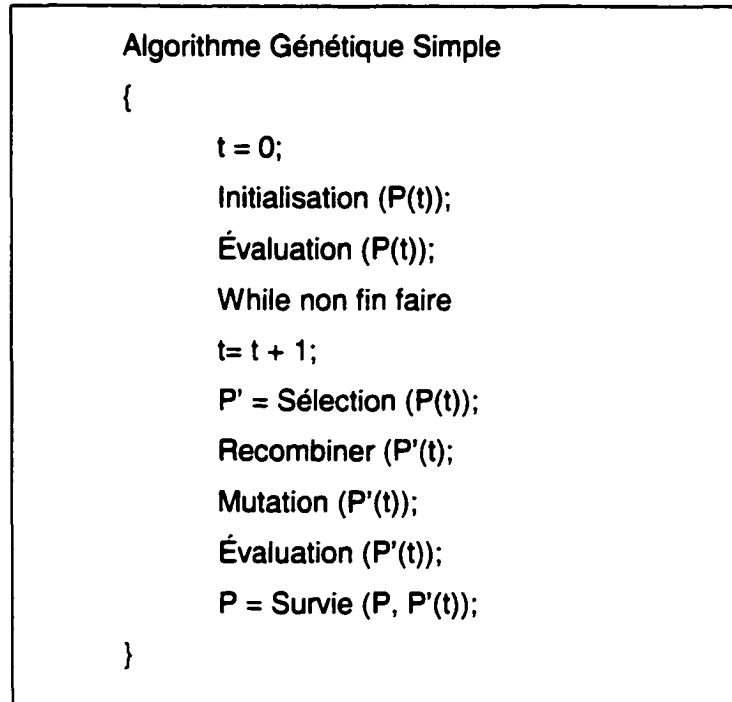 Algorithme Génétique Simple
{
t = 0;
Initialisation (P(t));
Évaluation (P(t));
While non fin faire
t= t + 1;
P' = Sélection (P(t));
Recombiner (P'(t);
Mutation (P'(t));
Évaluation (P'(t));
P = Survie (P, P'(t));
}